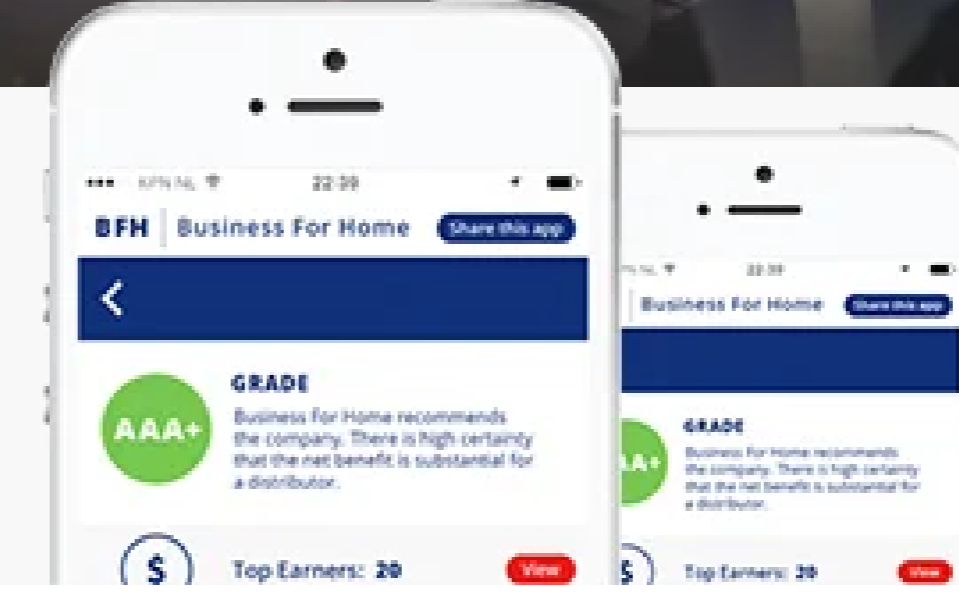 22:39
BFH Business For Home Share this app
GRADE
AAA+
Business For Home recommends
the company. There is high certainty
that the net benefit is substantial for
a distributor.
$
Top Earners: 20 View
22:39
Business For Home Share this app
GRADE
AA+
Business For Home recommends
the company. There is high certainty
that the net benefit is substantial for
a distributor.
$
Top Earners: 20 View